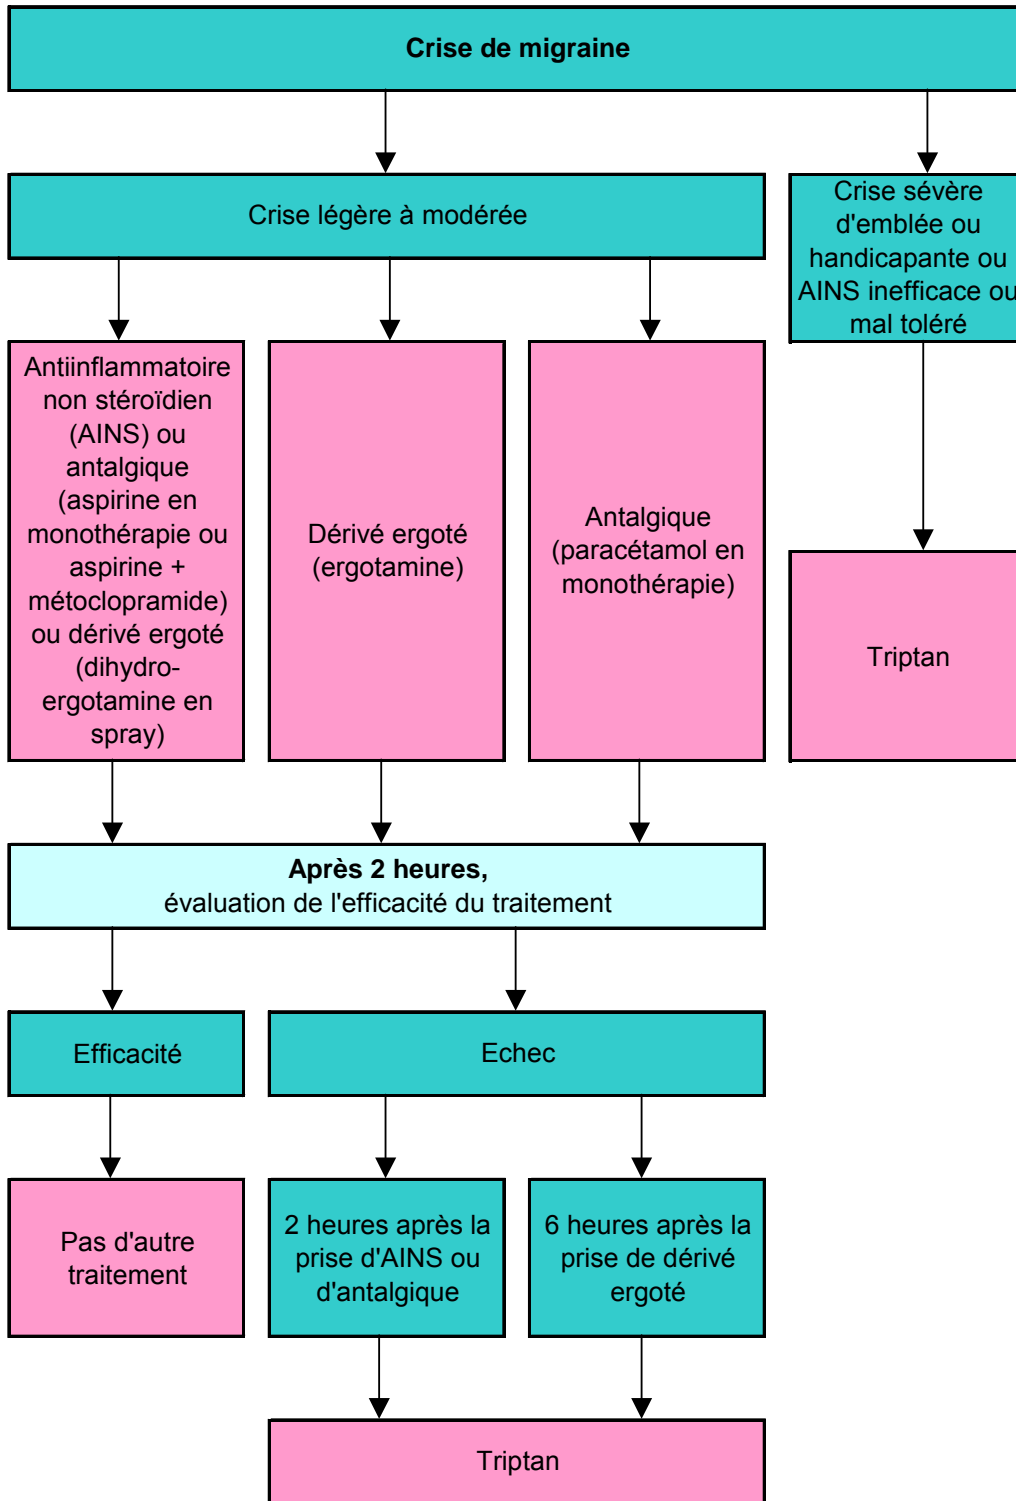 Crise de migraine
Crise légère à modérée
Crise sévère
d'emblée ou
handicapante ou
AINS inefficace ou
mal toléré
Antiinflammatoire
non stéroïdien
(AINS) ou
antalgique
(aspirine en
monothérapie ou
aspirine +
métoclopramide)
ou dérivé ergoté
(dihydro-
ergotamine en
spray)
Dérivé ergoté
(ergotamine)
Antalgique
(paracétamol en
monothérapie)
Triptan
Après 2 heures,
évaluation de l'efficacité du traitement
Efficacité
Echec
Pas d'autre
traitement
2 heures après la
prise d'AINS ou
d'antalgique
6 heures après la
prise de dérivé
ergoté
Triptan